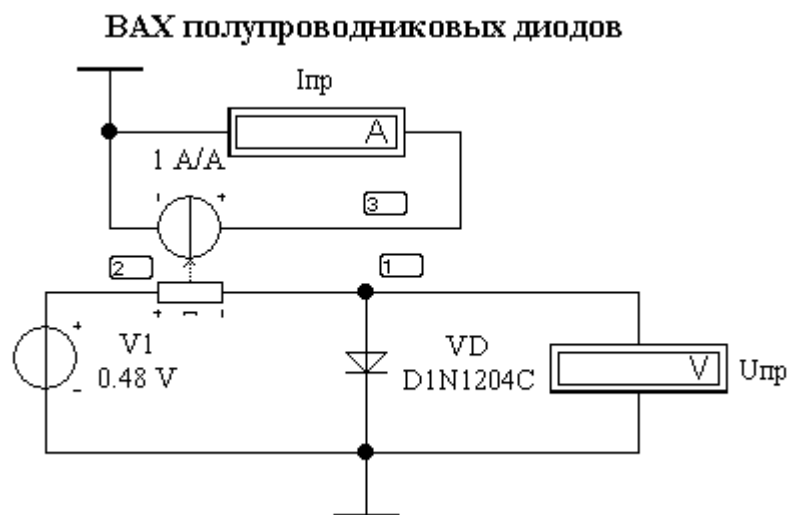 ВАХ полупроводниковых диодов
Iпр
A
1 A/A
- +
3
2
1
+ -
+
V1
0.48 V
-
VD
D1N1204C
V
Uпр